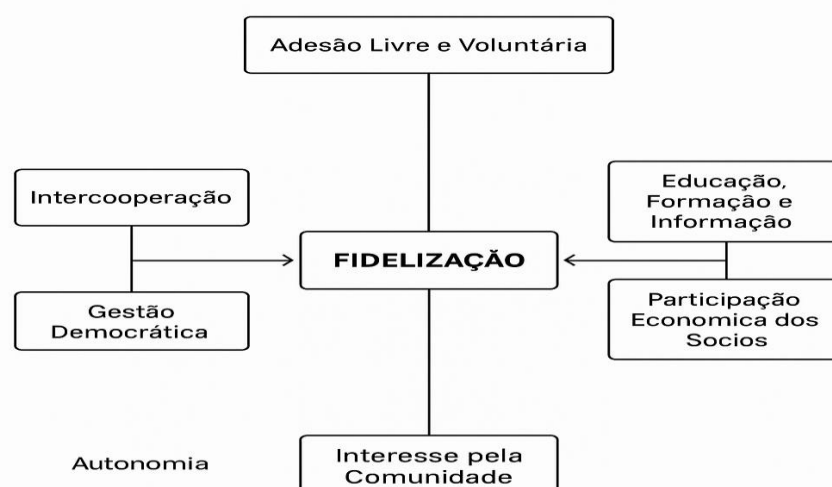 Adesão Livre e Voluntária
Intercooperação
Educação,
Formação e
Informação
FIDELIZAÇÃO
Gestão
Democrática
Participação
Economica dos
Socios
Autonomia
Interesse pela
Comunidade